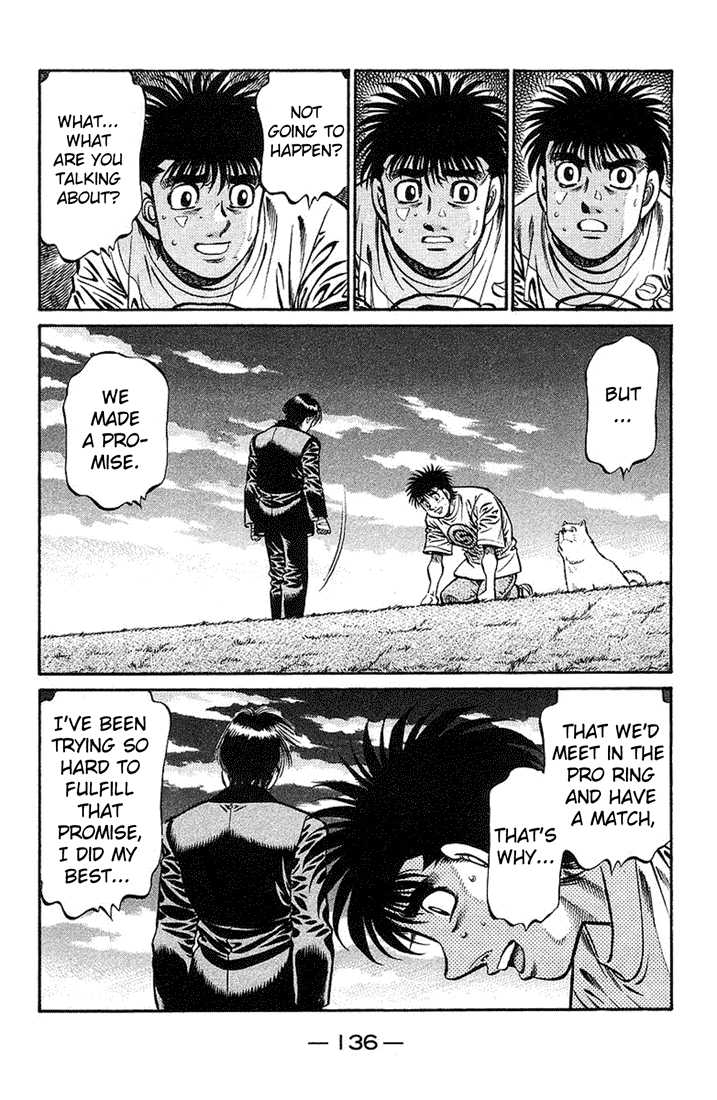 NOT
GOING TO
HAPPEN?
WHAT...
WHAT
ARE YOU
TALKING
ABOUT?
BUT
...
WE
MADE
A PRO-
MISE.
THAT WE'D
MEET IN THE
PRO RING
AND HAVE
A MATCH,
THAT'S
WHY...
I'VE BEEN
TRYING SO
HARD TO
FULFILL
THAT
PROMISE,
I DID MY
BEST...
— 136 —